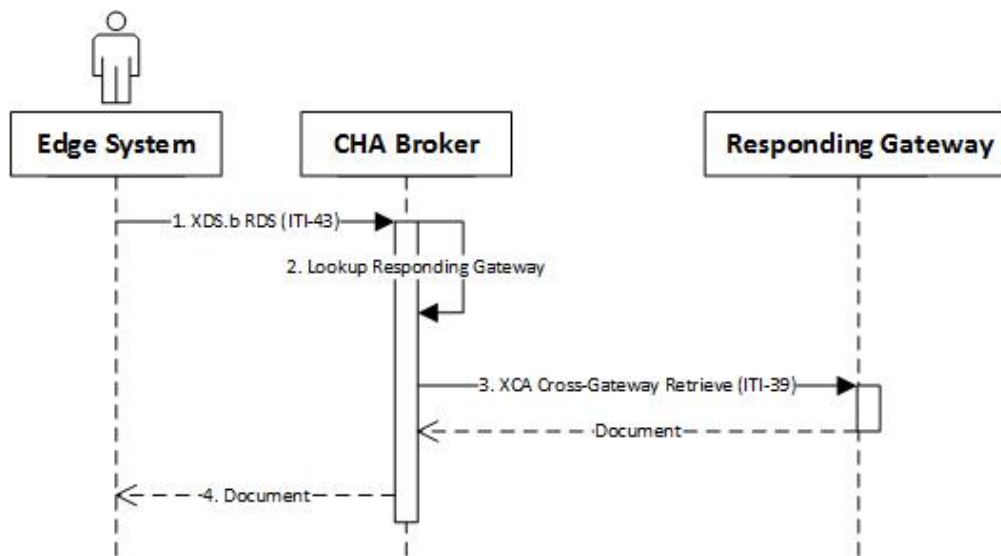 Edge System
CHA Broker
Responding Gateway
1. XDS.b RDS (ITI-43)
2. Lookup Responding Gateway
3. XCA Cross-Gateway Retrieve (ITI-39)
Document
4. Document